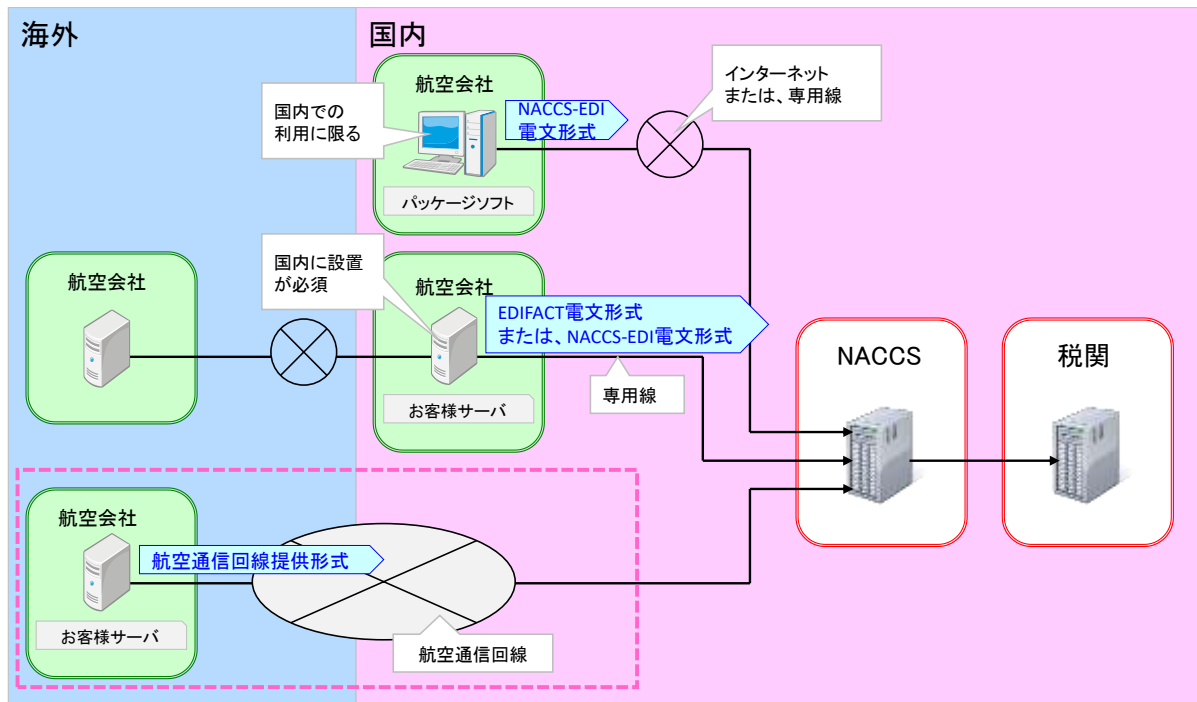 海外
国内
航空会社
国内での
利用に限る
NACCS-EDI
電文形式
インターネット
または、専用線
パッケージソフト
航空会社
国内に設置
が必須
航空会社
EDIFACT電文形式
または、NACCS-EDI電文形式
専用線
お客様サーバ
NACCS
税関
航空会社
航空通信回線提供形式
お客様サーバ
航空通信回線